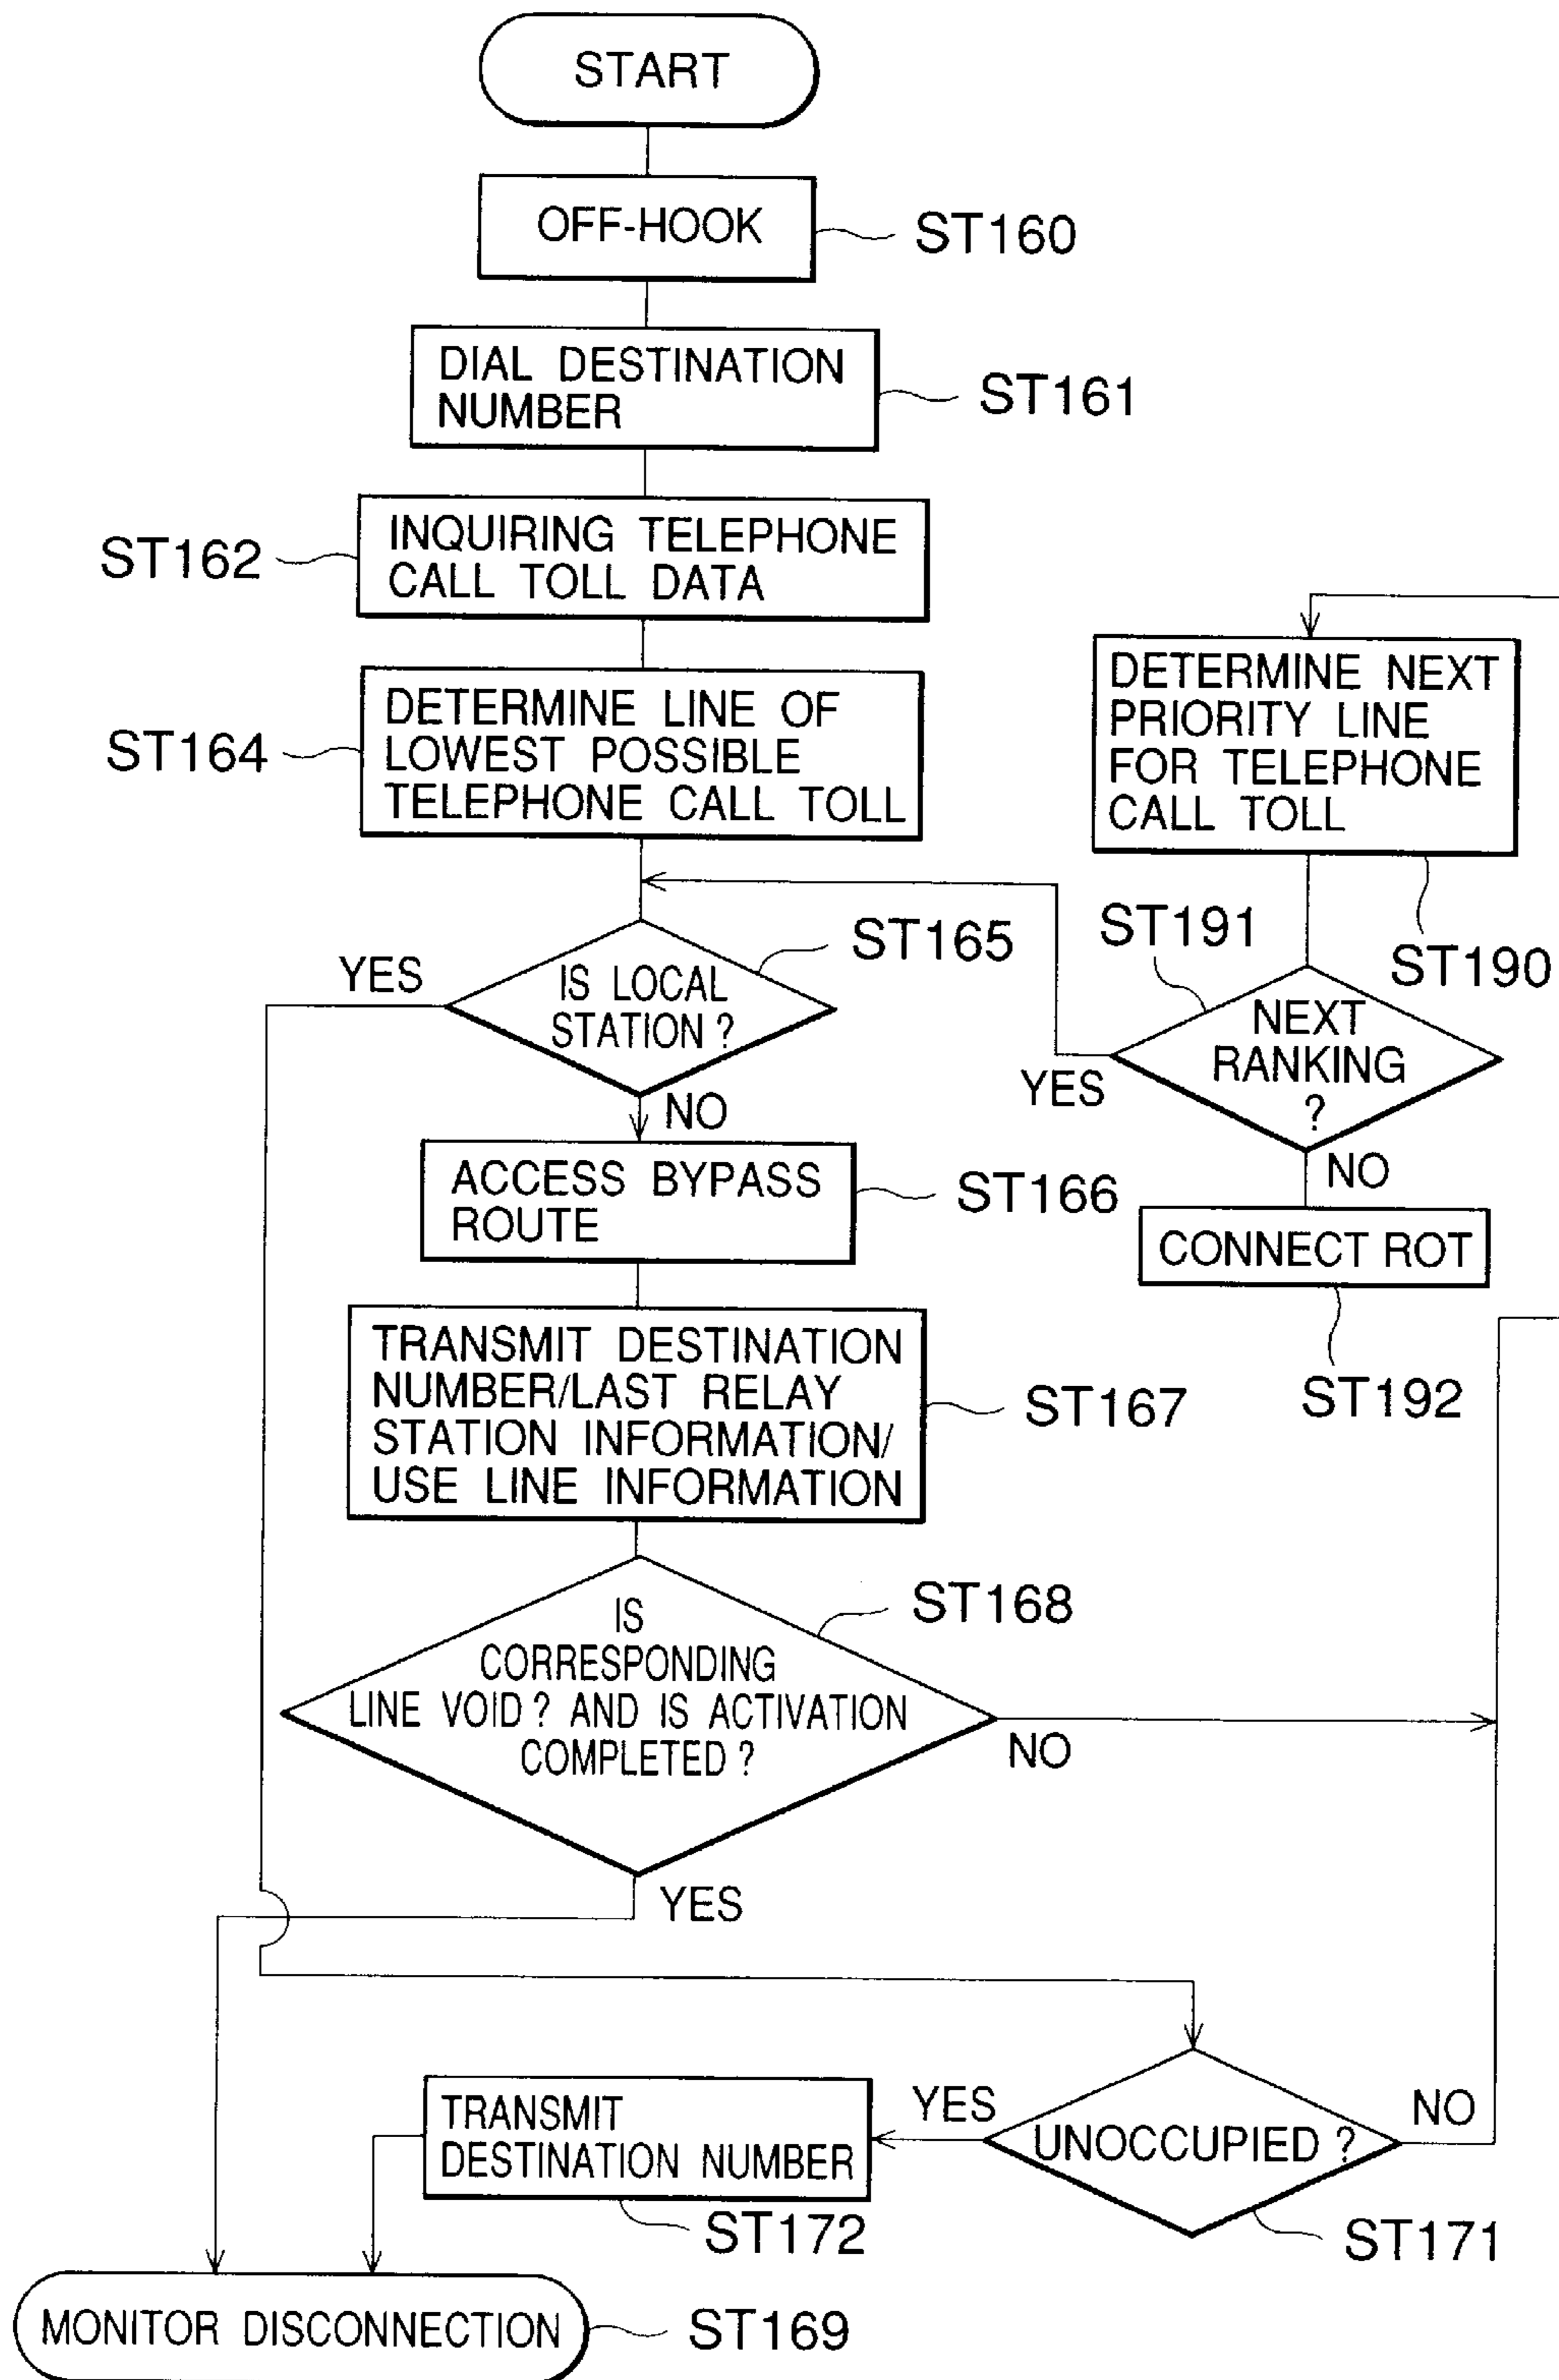 START
OFF-HOOK
ST160
DIAL DESTINATION
NUMBER
ST161
ST162
INQUIRING TELEPHONE
CALL TOLL DATA
ST164
DETERMINE LINE OF
LOWEST POSSIBLE
TELEPHONE CALL TOLL
DETERMINE NEXT
PRIORITY LINE
FOR TELEPHONE
CALL TOLL
ST190
YES
IS LOCAL
STATION ?
ST165
NO
ST191
NEXT
RANKING
?
YES
NO
ACCESS BYPASS
ROUTE
ST166
CONNECT ROT
ST192
TRANSMIT DESTINATION
NUMBER/LAST RELAY
STATION INFORMATION/
USE LINE INFORMATION
ST167
IS
CORRESPONDING
LINE VOID ? AND IS ACTIVATION
COMPLETED ?
ST168
NO
YES
TRANSMIT
DESTINATION NUMBER
ST172
YES
UNOCCUPIED ?
NO
ST171
MONITOR DISCONNECTION
ST169